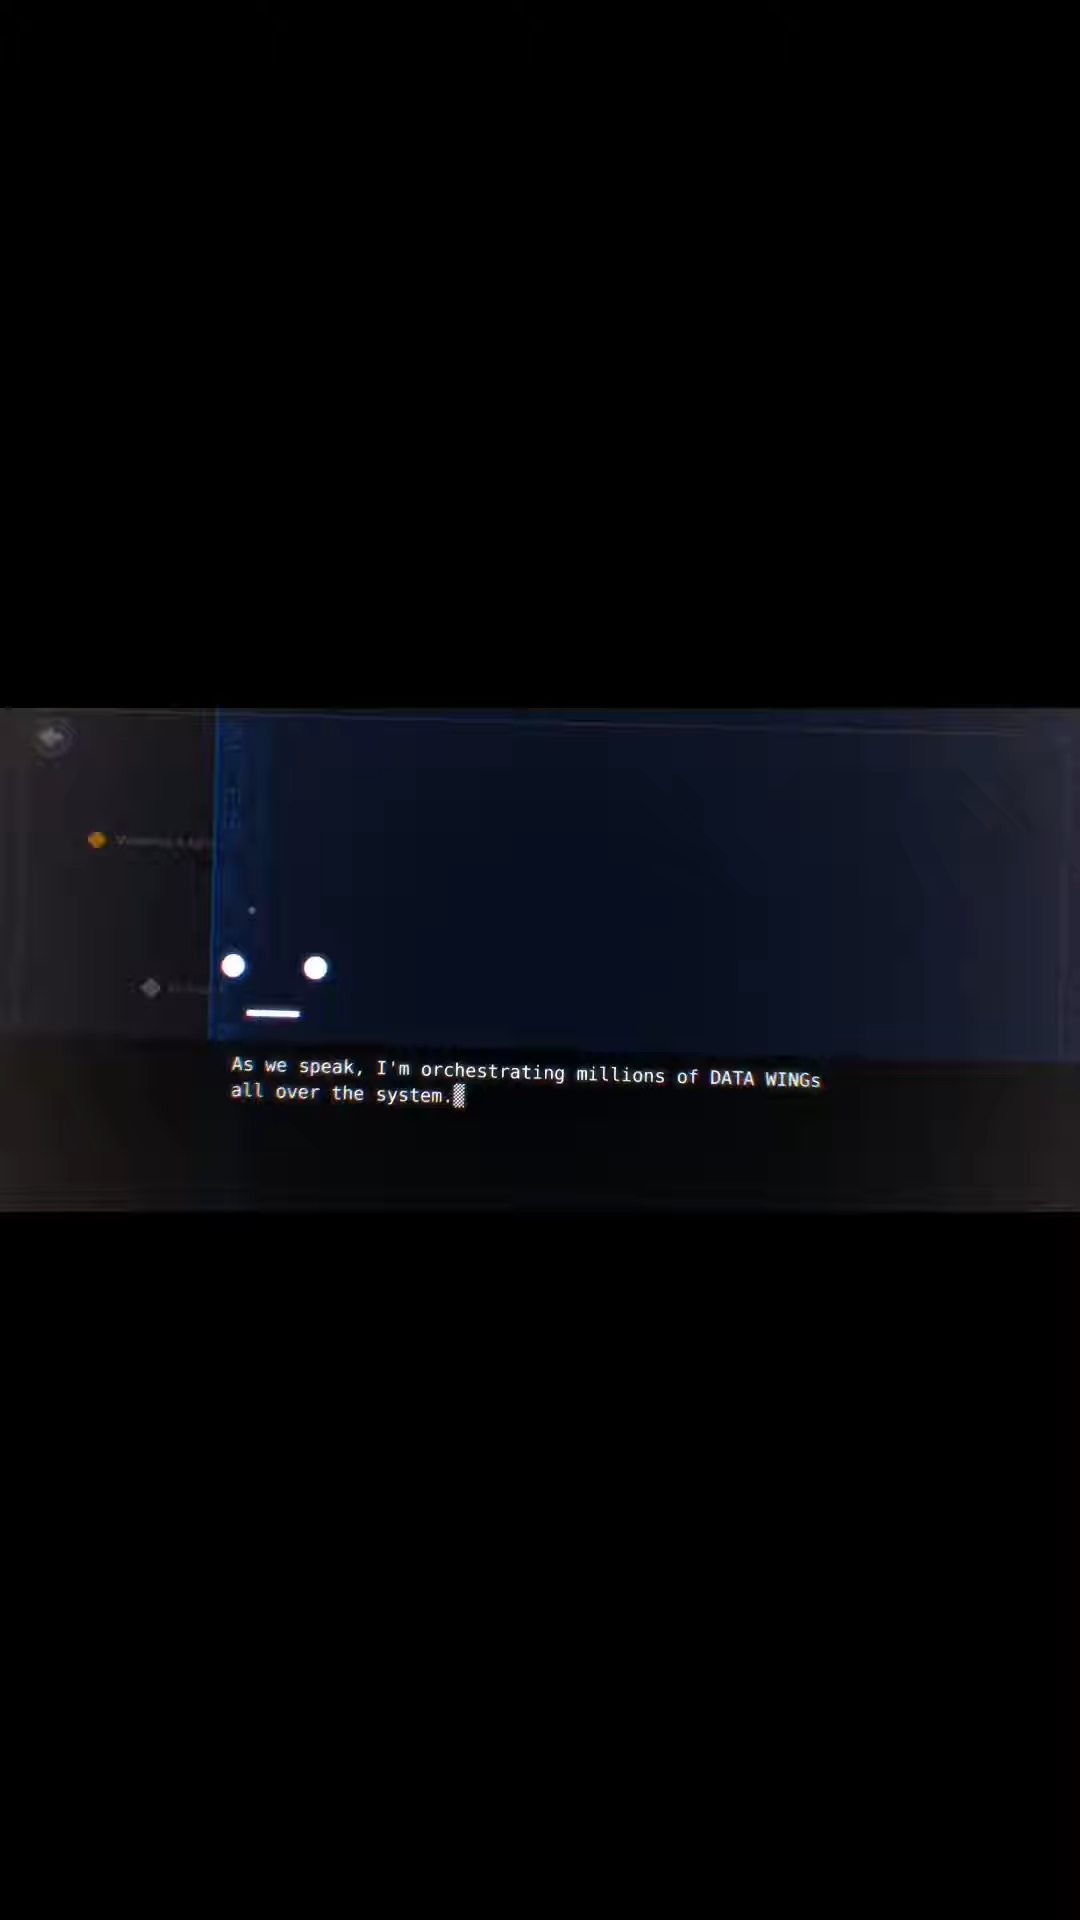 As we speak, I'm orchestrating millions of DATA WINGs
all over the system.